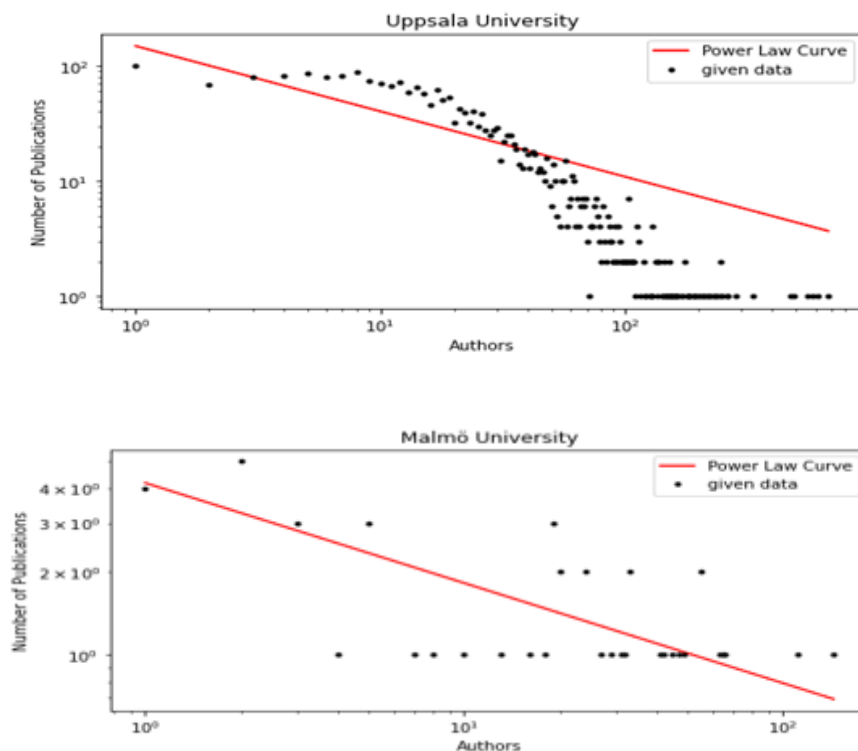 Uppsala University
Power Law Curve
given data
10²
10¹
10⁰
Number of Publications
10⁰
10¹
10²
Authors
Malmö University
Power Law Curve
given data
4 × 10⁰
3 × 10⁰
2 × 10⁰
10⁰
Number of Publications
10⁰
10¹
10²
Authors